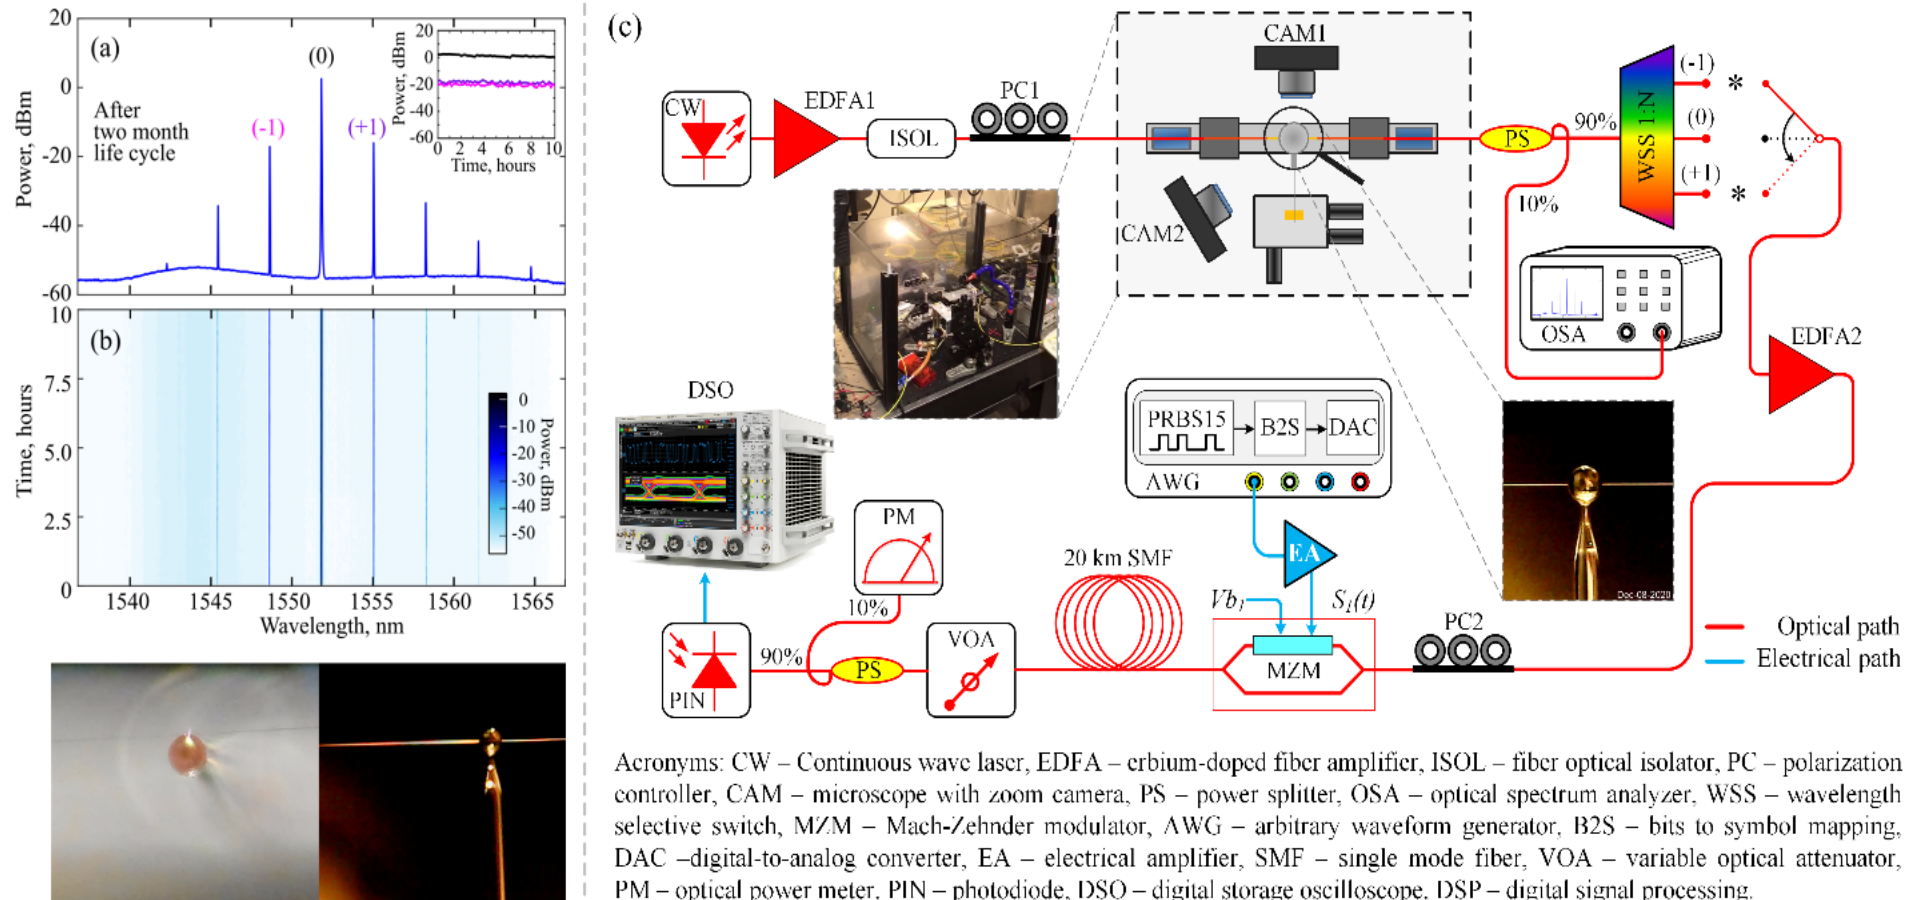 (a)
20
0
-20
-40
-60
Power, dBm
After
two month
life cycle
(-1)
(0)
(+1)
20
0
-20
-40
-60
Power, dBm
0 2 4 6 8 10
Time, hours
(b)
10
7.5
5.0
2.5
0
Time, hours
0
-10
-20
-30
-40
-50
Power, dBm
1540 1545 1550 1555 1560 1565
Wavelength, nm
(c)
CW
EDFA1
ISOL
PC1
CAM1
CAM2
PS
90%
10%
WSS 1:N
(-1) *
(0)
(+1) *
OSA
EDFA2
DSO
PRBS15
B2S
DAC
AWG
EA
Dec-08-2020
PM
10%
20 km SMF
Vb1
S1(t)
PC2
Optical path
Electrical path
PIN
90%
PS
VOA
MZM
Acronyms: CW – Continuous wave laser, EDFA – erbium-doped fiber amplifier, ISOL – fiber optical isolator, PC – polarization
controller, CAM – microscope with zoom camera, PS – power splitter, OSA – optical spectrum analyzer, WSS – wavelength
selective switch, MZM – Mach-Zehnder modulator, AWG – arbitrary waveform generator, B2S – bits to symbol mapping,
DAC –digital-to-analog converter, EA – electrical amplifier, SMF – single mode fiber, VOA – variable optical attenuator,
PM – optical power meter, PIN – photodiode, DSO – digital storage oscilloscope, DSP – digital signal processing.